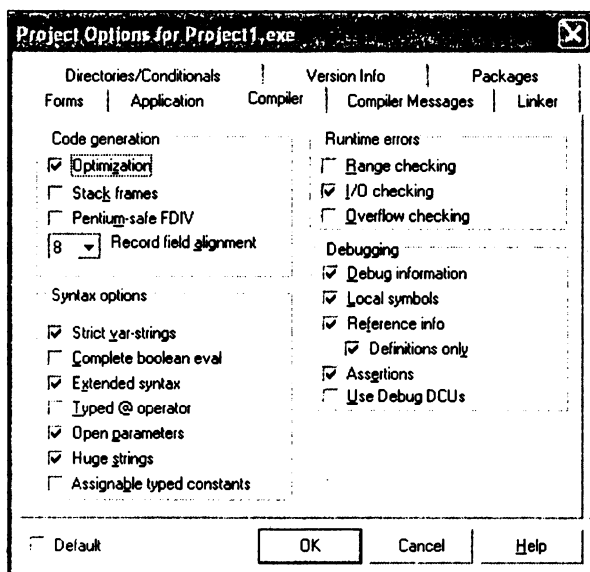 Project Options for Project1.exe
Directories/Conditionals
Version Info
Packages
Forms
Application
Compiler
Compiler Messages
Linker
Code generation
Optimization
Stack frames
Pentium-safe FDIV
8
Record field alignment
Syntax options
Strict var-strings
Complete boolean eval
Extended syntax
Typed @ operator
Open parameters
Huge strings
Assignable typed constants
Runtime errors
Range checking
I/O checking
Overflow checking
Debugging
Debug information
Local symbols
Reference info
Definitions only
Assertions
Use Debug DCUs
Default
OK
Cancel
Help